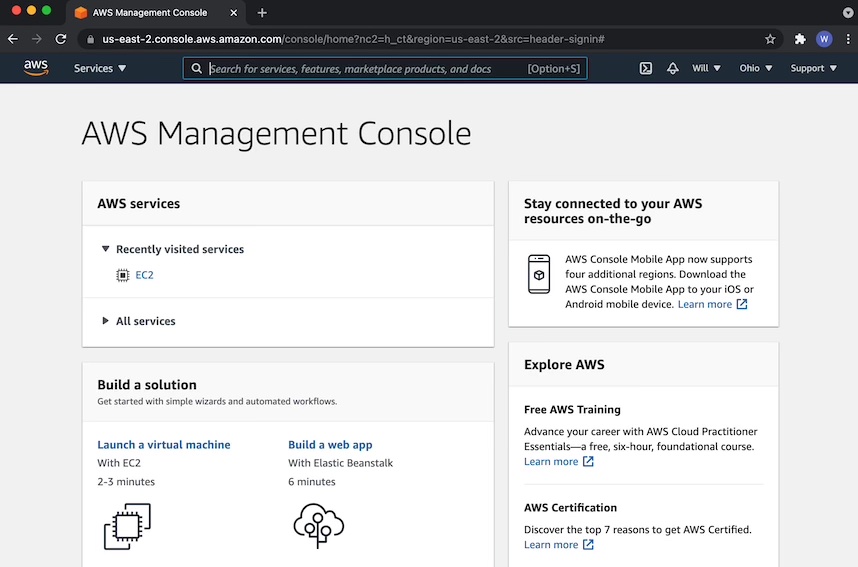 AWS Management Console
us-east-2.console.aws.amazon.com/console/home?nc2=h_ct&region=us-east-2&src=header-signin#
W
aws
Services
Search for services, features, marketplace products, and docs
[Option+S]
Will
Ohio
Support
AWS Management Console
AWS services
Recently visited services
EC2
All services
Build a solution
Get started with simple wizards and automated workflows.
Launch a virtual machine
With EC2
2-3 minutes
Build a web app
With Elastic Beanstalk
6 minutes
Stay connected to your AWS
resources on-the-go
AWS Console Mobile App now supports
four additional regions. Download the
AWS Console Mobile App to your iOS or
Android mobile device. Learn more
Explore AWS
Free AWS Training
Advance your career with AWS Cloud Practitioner
Essentials—a free, six-hour, foundational course.
Learn more
AWS Certification
Discover the top 7 reasons to get AWS Certified.
Learn more